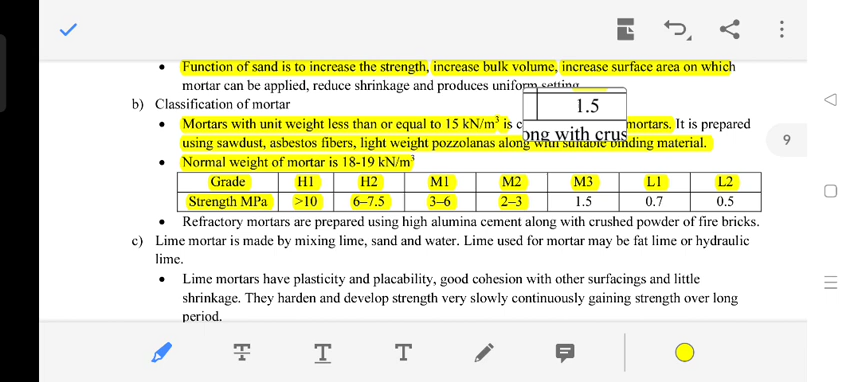 • Function of sand is to increase the strength, increase bulk volume, increase surface area on which
mortar can be applied, reduce shrinkage and produces uniform setting.
b) Classification of mortar
1.5
ong with crus
• Mortars with unit weight less than or equal to 15 kN/m³ is c mortars. It is prepared
using sawdust, asbestos fibers, light weight pozzolanas along with suitable binding material.
• Normal weight of mortar is 18-19 kN/m³
Grade H1 H2 M1 M2 M3 L1 L2
Strength MPa >10 6–7.5 3–6 2–3 1.5 0.7 0.5
• Refractory mortars are prepared using high alumina cement along with crushed powder of fire bricks.
c) Lime mortar is made by mixing lime, sand and water. Lime used for mortar may be fat lime or hydraulic
lime.
• Lime mortars have plasticity and placability, good cohesion with other surfacings and little
shrinkage. They harden and develop strength very slowly continuously gaining strength over long
period.
9
T T T